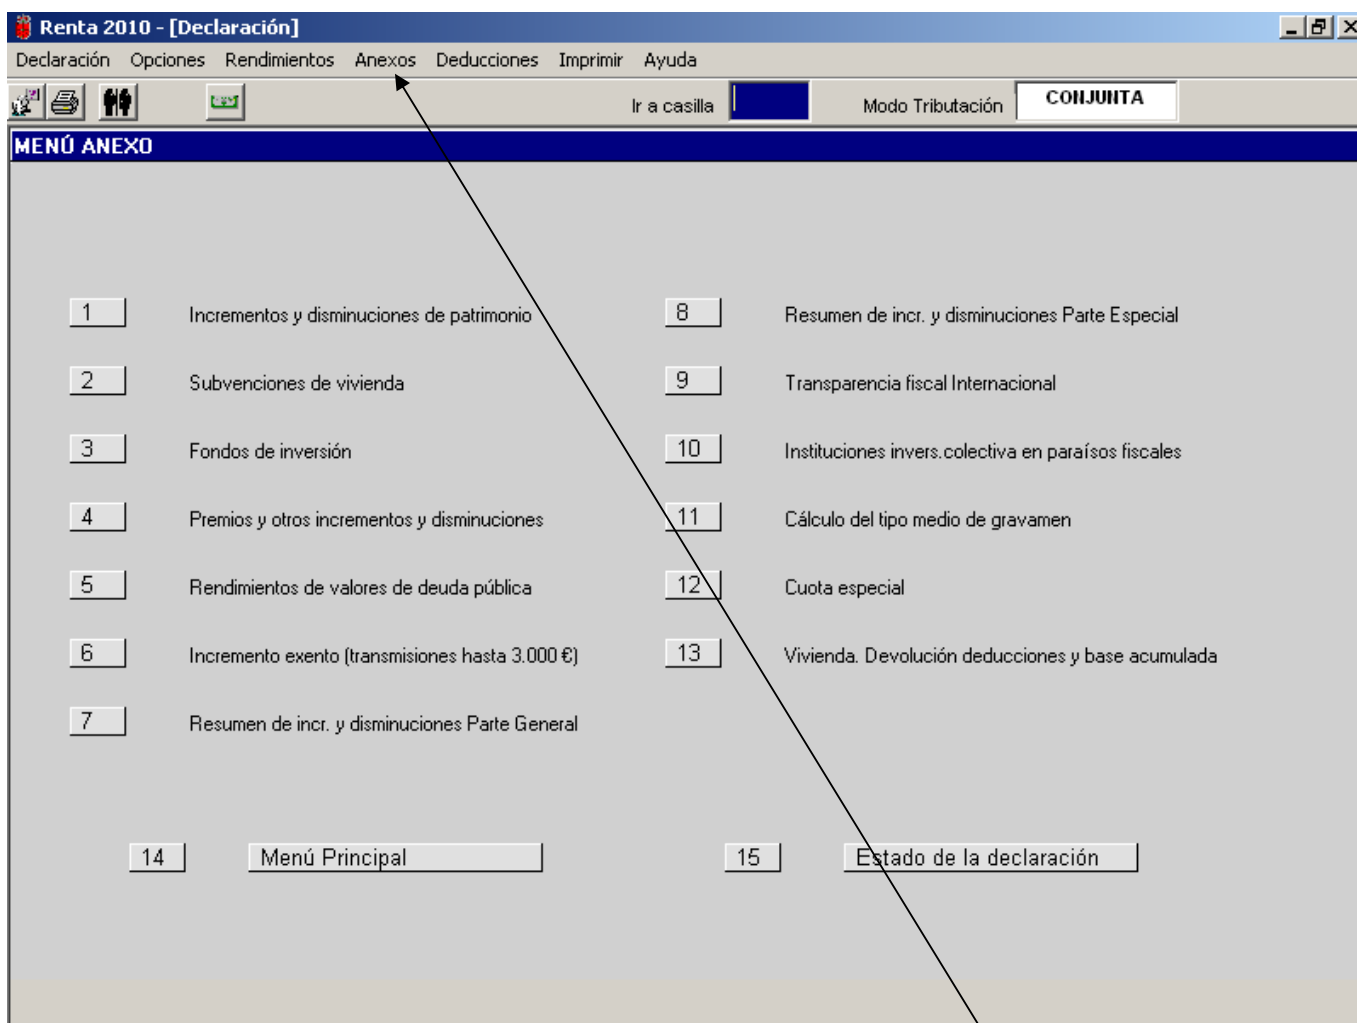 Renta 2010 - [Declaración]
Declaración Opciones Rendimientos Anexos Deducciones Imprimir Ayuda
Ir a casilla Modo Tributación CONJUNTA
MENÚ ANEXO
1 Incrementos y disminuciones de patrimonio
2 Subvenciones de vivienda
3 Fondos de inversión
4 Premios y otros incrementos y disminuciones
5 Rendimientos de valores de deuda pública
6 Incremento exento (transmisiones hasta 3.000 €)
7 Resumen de incr. y disminuciones Parte General
8 Resumen de incr. y disminuciones Parte Especial
9 Transparencia fiscal Internacional
10 Instituciones invers.colectiva en paraísos fiscales
11 Cálculo del tipo medio de gravamen
12 Cuota especial
13 Vivienda. Devolución deducciones y base acumulada
14 Menú Principal
15 Estado de la declaración